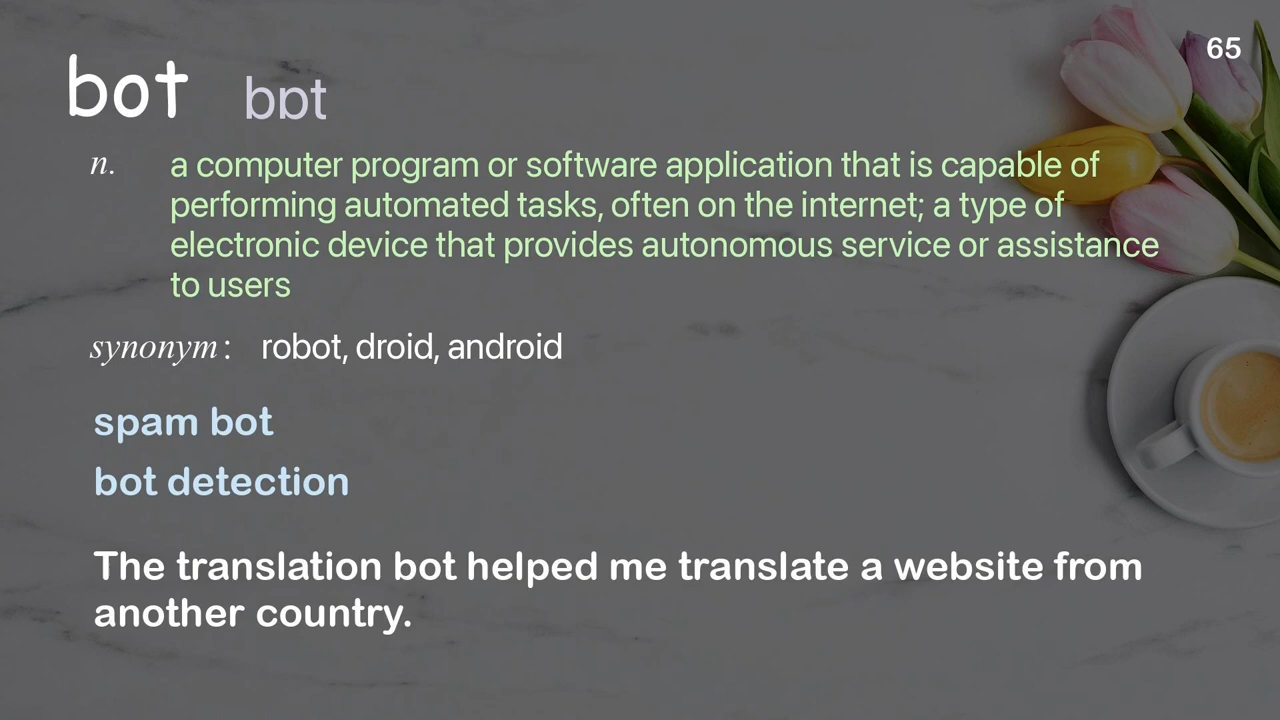 65
bot bɒt
n. a computer program or software application that is capable of
performing automated tasks, often on the internet; a type of
electronic device that provides autonomous service or assistance
to users
synonym : robot, droid, android
spam bot
bot detection
The translation bot helped me translate a website from
another country.